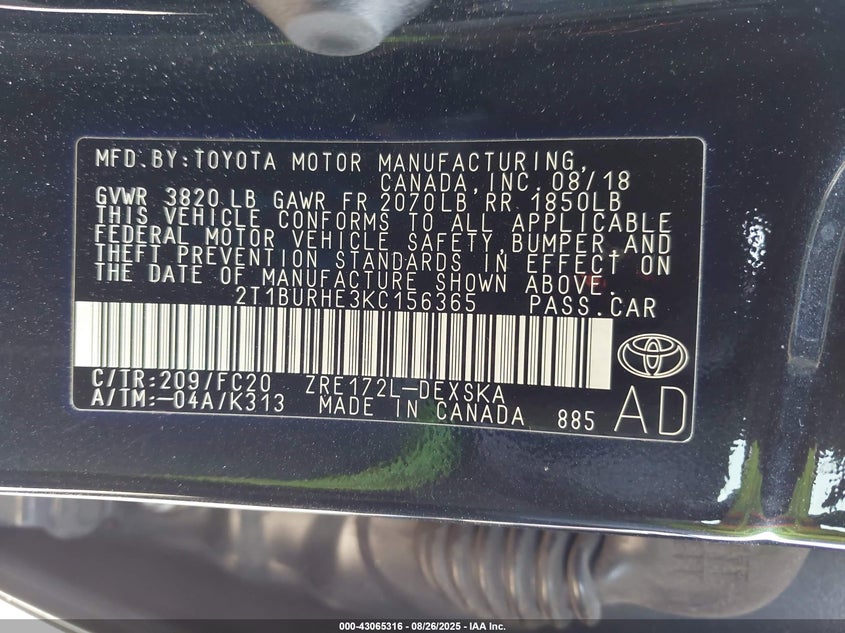 MFD.BY:TOYOTA MOTOR MANUFACTURING,
CANADA, INC. 08/18
GVWR 3820 LB GAWR FR 2070LB RR 1850LB
THIS VEHICLE CONFORMS TO ALL APPLICABLE
FEDERAL MOTOR VEHICLE SAFETY, BUMPER, AND
THEFT PREVENTION STANDARDS IN EFFECT ON
THE DATE OF MANUFACTURE SHOWN ABOVE.
2T1BURHE3KC156365 PASS.CAR
C/TR:209/FC20 ZRE172L-DEXSKA
A/TM:-04A/K313 MADE IN CANADA 885 AD
000-43065316 - 08/26/2025 - IAA Inc.